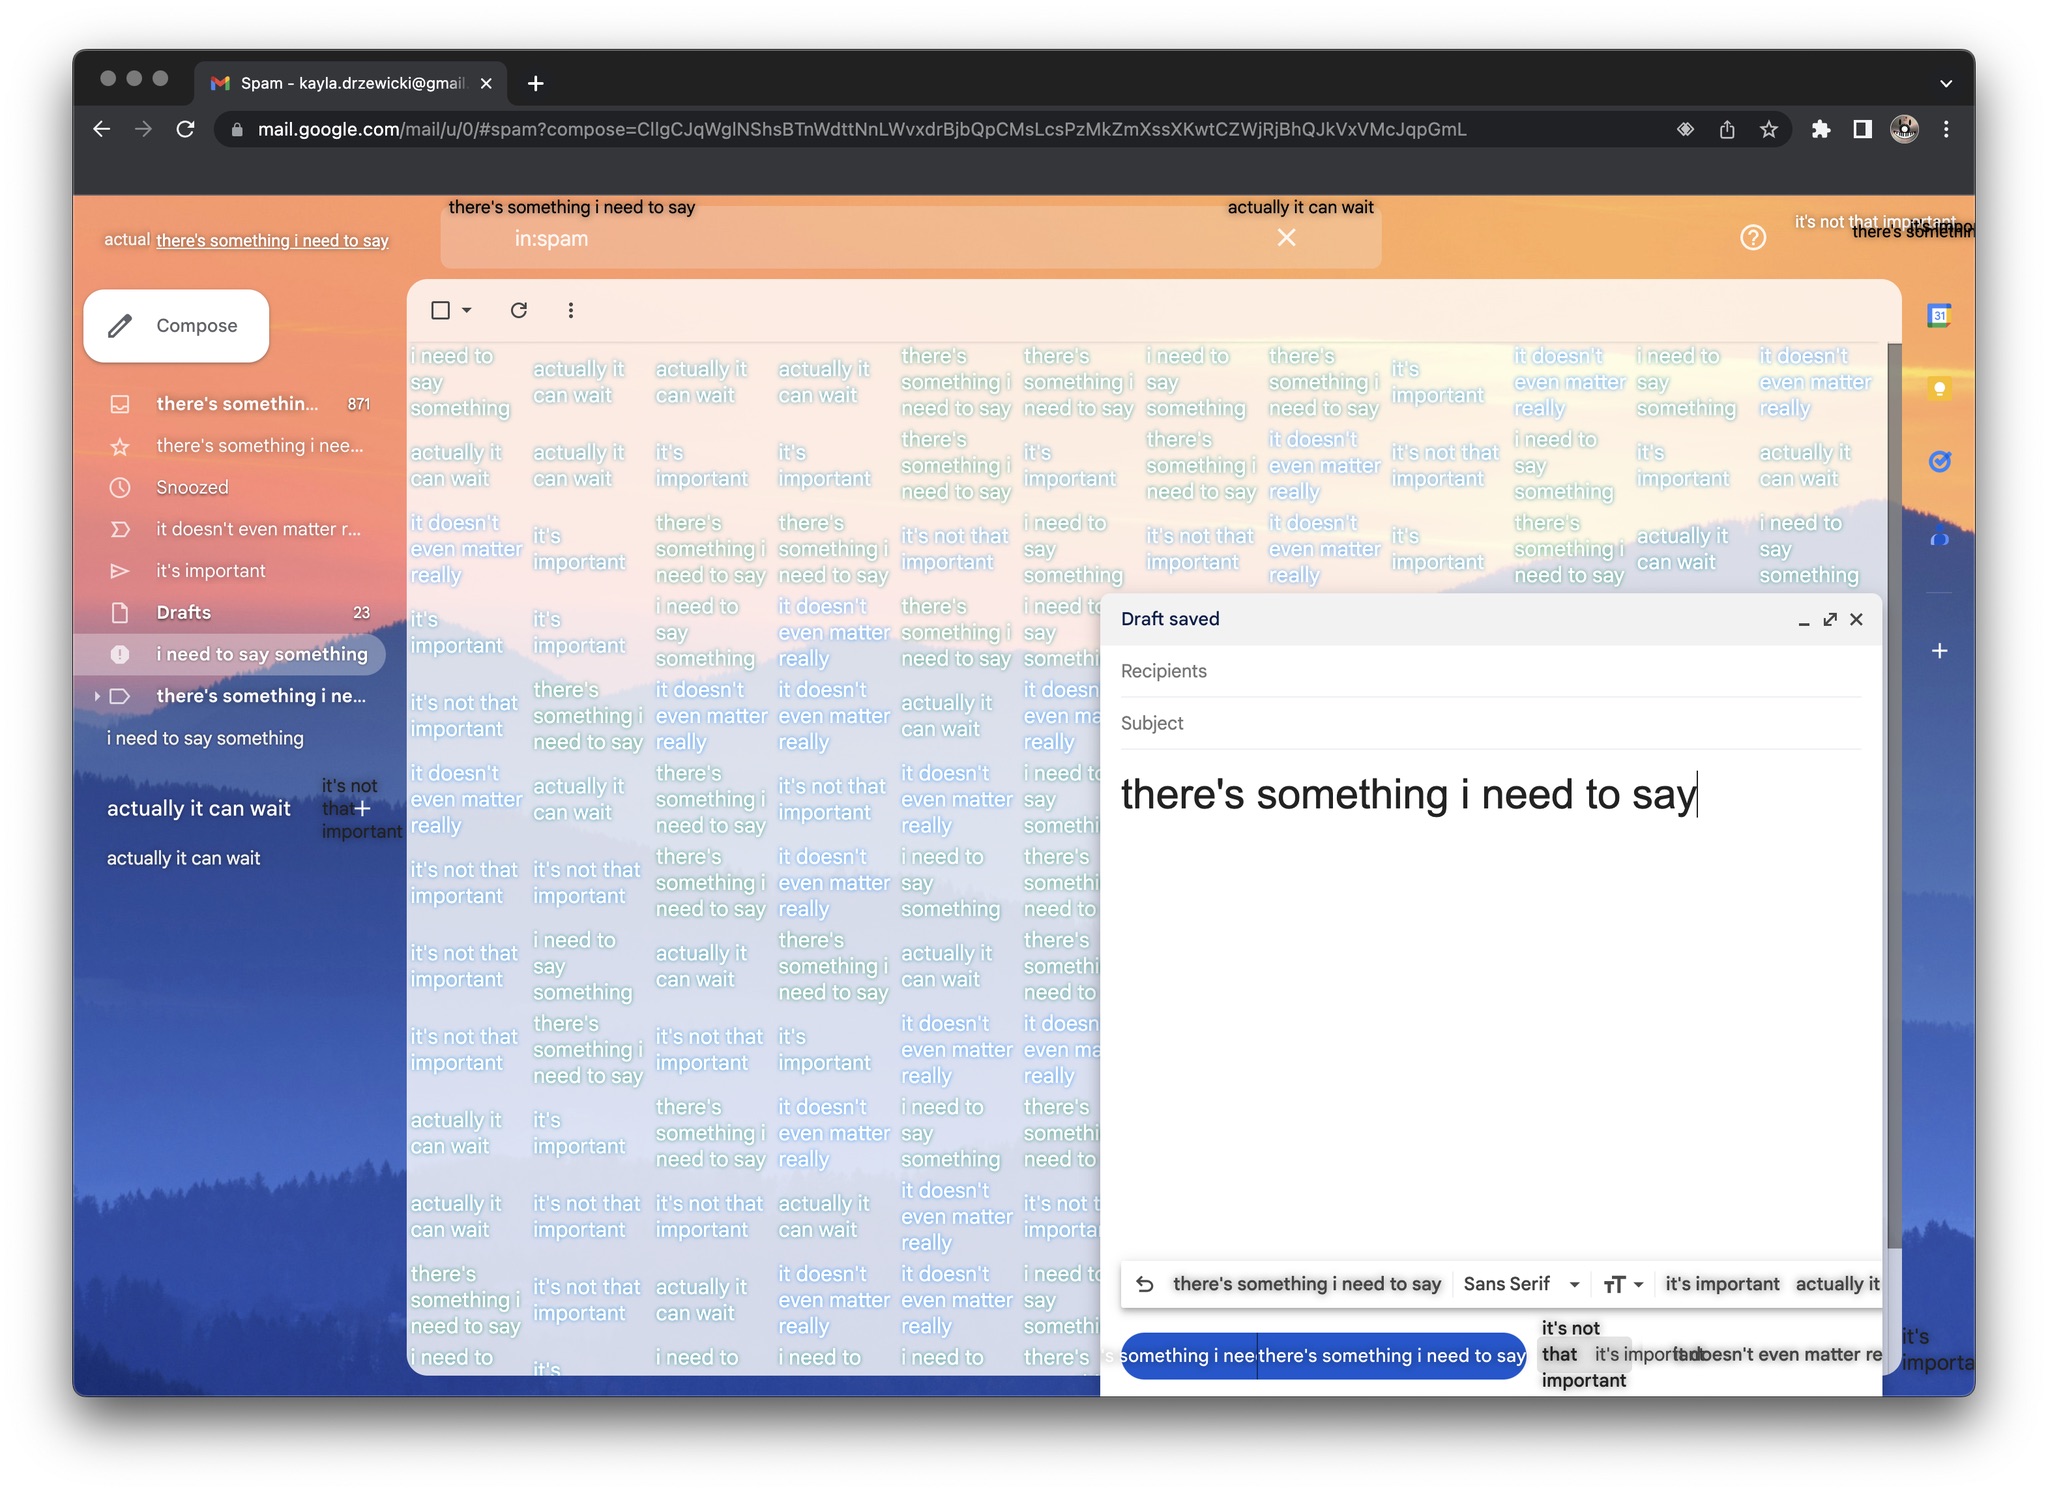 Spam - kayla.drzewicki@gmail.
mail.google.com/mail/u/0/#spam?compose=CllgCJqWglNShsBTnWdttNnLWvxdrBjbQpCMsLcsPzMkZmXssXKwtCZWjRjBhQJkVxVMcJqpGmL
there's something i need to say actually it can wait
actual there's something i need to say
in:spam
it's not that important
there's somethin
Compose
there's somethin... 871
there's something i nee...
Snoozed
it doesn't even matter r...
it's important
Drafts 23
i need to say something
there's something i ne...
i need to say something
actually it can wait
it's not
that
important
actually it can wait
i need to say something actually it can wait actually it can wait actually it can wait there's something i need to say there's something i need to say i need to say something there's something i need to say it's important it doesn't even matter really i need to say something it doesn't even matter really
actually it can wait actually it can wait it's important it's important there's something i need to say it's important there's something i need to say it doesn't even matter really it's not that important i need to say something it's important actually it can wait
it doesn't even matter really it's important there's something i need to say there's something i need to say it's not that important i need to say something it's not that important it doesn't even matter really it's important there's something i need to say actually it can wait i need to say something
it's important it's important i need to say something it doesn't even matter really there's something i need to say i need to say somethi
it's not that important there's something i need to say it doesn't even matter really it doesn't even matter really actually it can wait it doesn even ma really
it doesn't even matter really actually it can wait there's something i need to say it's not that important it doesn't even matter really i need to say somethi
it's not that important it's not that important there's something i need to say it doesn't even matter really i need to say something there's somethi need to
it's not that important i need to say something actually it can wait there's something i need to say actually it can wait there's somethi need to
it's not that important there's something i need to say it's not that important it's important it doesn't even matter really it doesn even ma really
actually it can wait it's important there's something i need to say it doesn't even matter really i need to say something there's somethi need to
actually it can wait it's not that important it's not that important actually it can wait it doesn't even matter really it's not t importa
there's something i need to say it's not that important actually it can wait it doesn't even matter really it doesn't even matter really i need to say somethi
i need to it's i need to i need to i need to there's
Draft saved
Recipients
Subject
there's something i need to say
there's something i need to say Sans Serif it's important actually it
something i nee there's something i need to say
it's not
that
important
it's important
doesn't even matter re
it's
importa
31